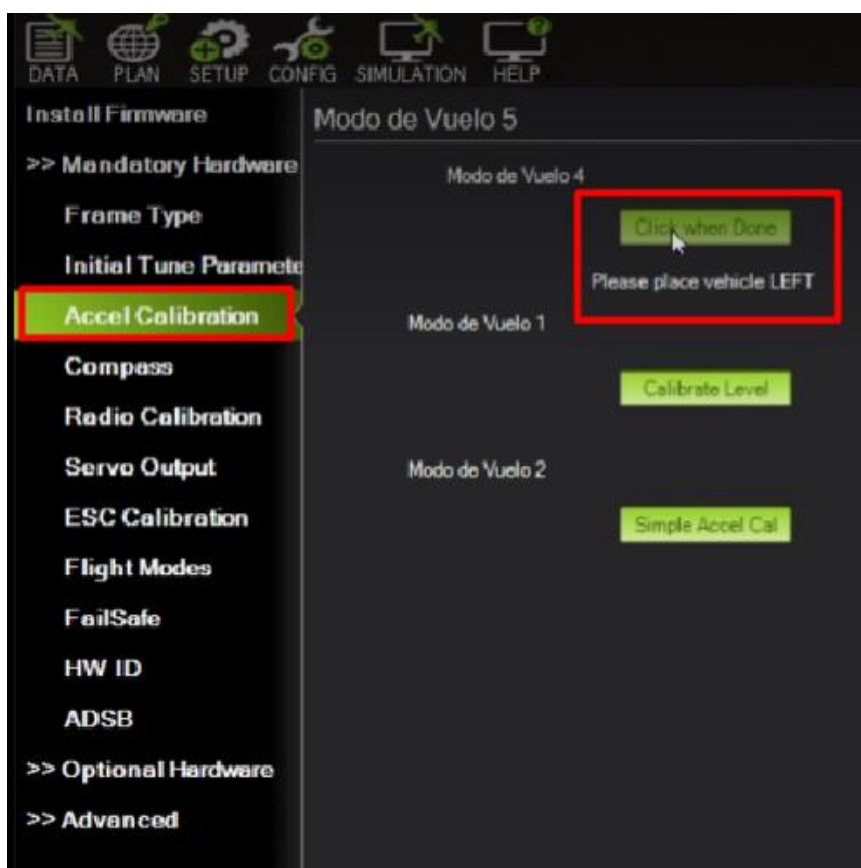 DATA PLAN SETUP CONFIG SIMULATION HELP
Install Firmware
>> Mandatory Hardware
Frame Type
Initial Tune Paramete
Accel Calibration
Compass
Radio Calibration
Servo Output
ESC Calibration
Flight Modes
FailSafe
HW ID
ADSB
>> Optional Hardware
>> Advanced
Modo de Vuelo 5
Modo de Vuelo 4
Click when Done
Please place vehicle LEFT
Modo de Vuelo 1
Calibrate Level
Modo de Vuelo 2
Simple Accel Cal